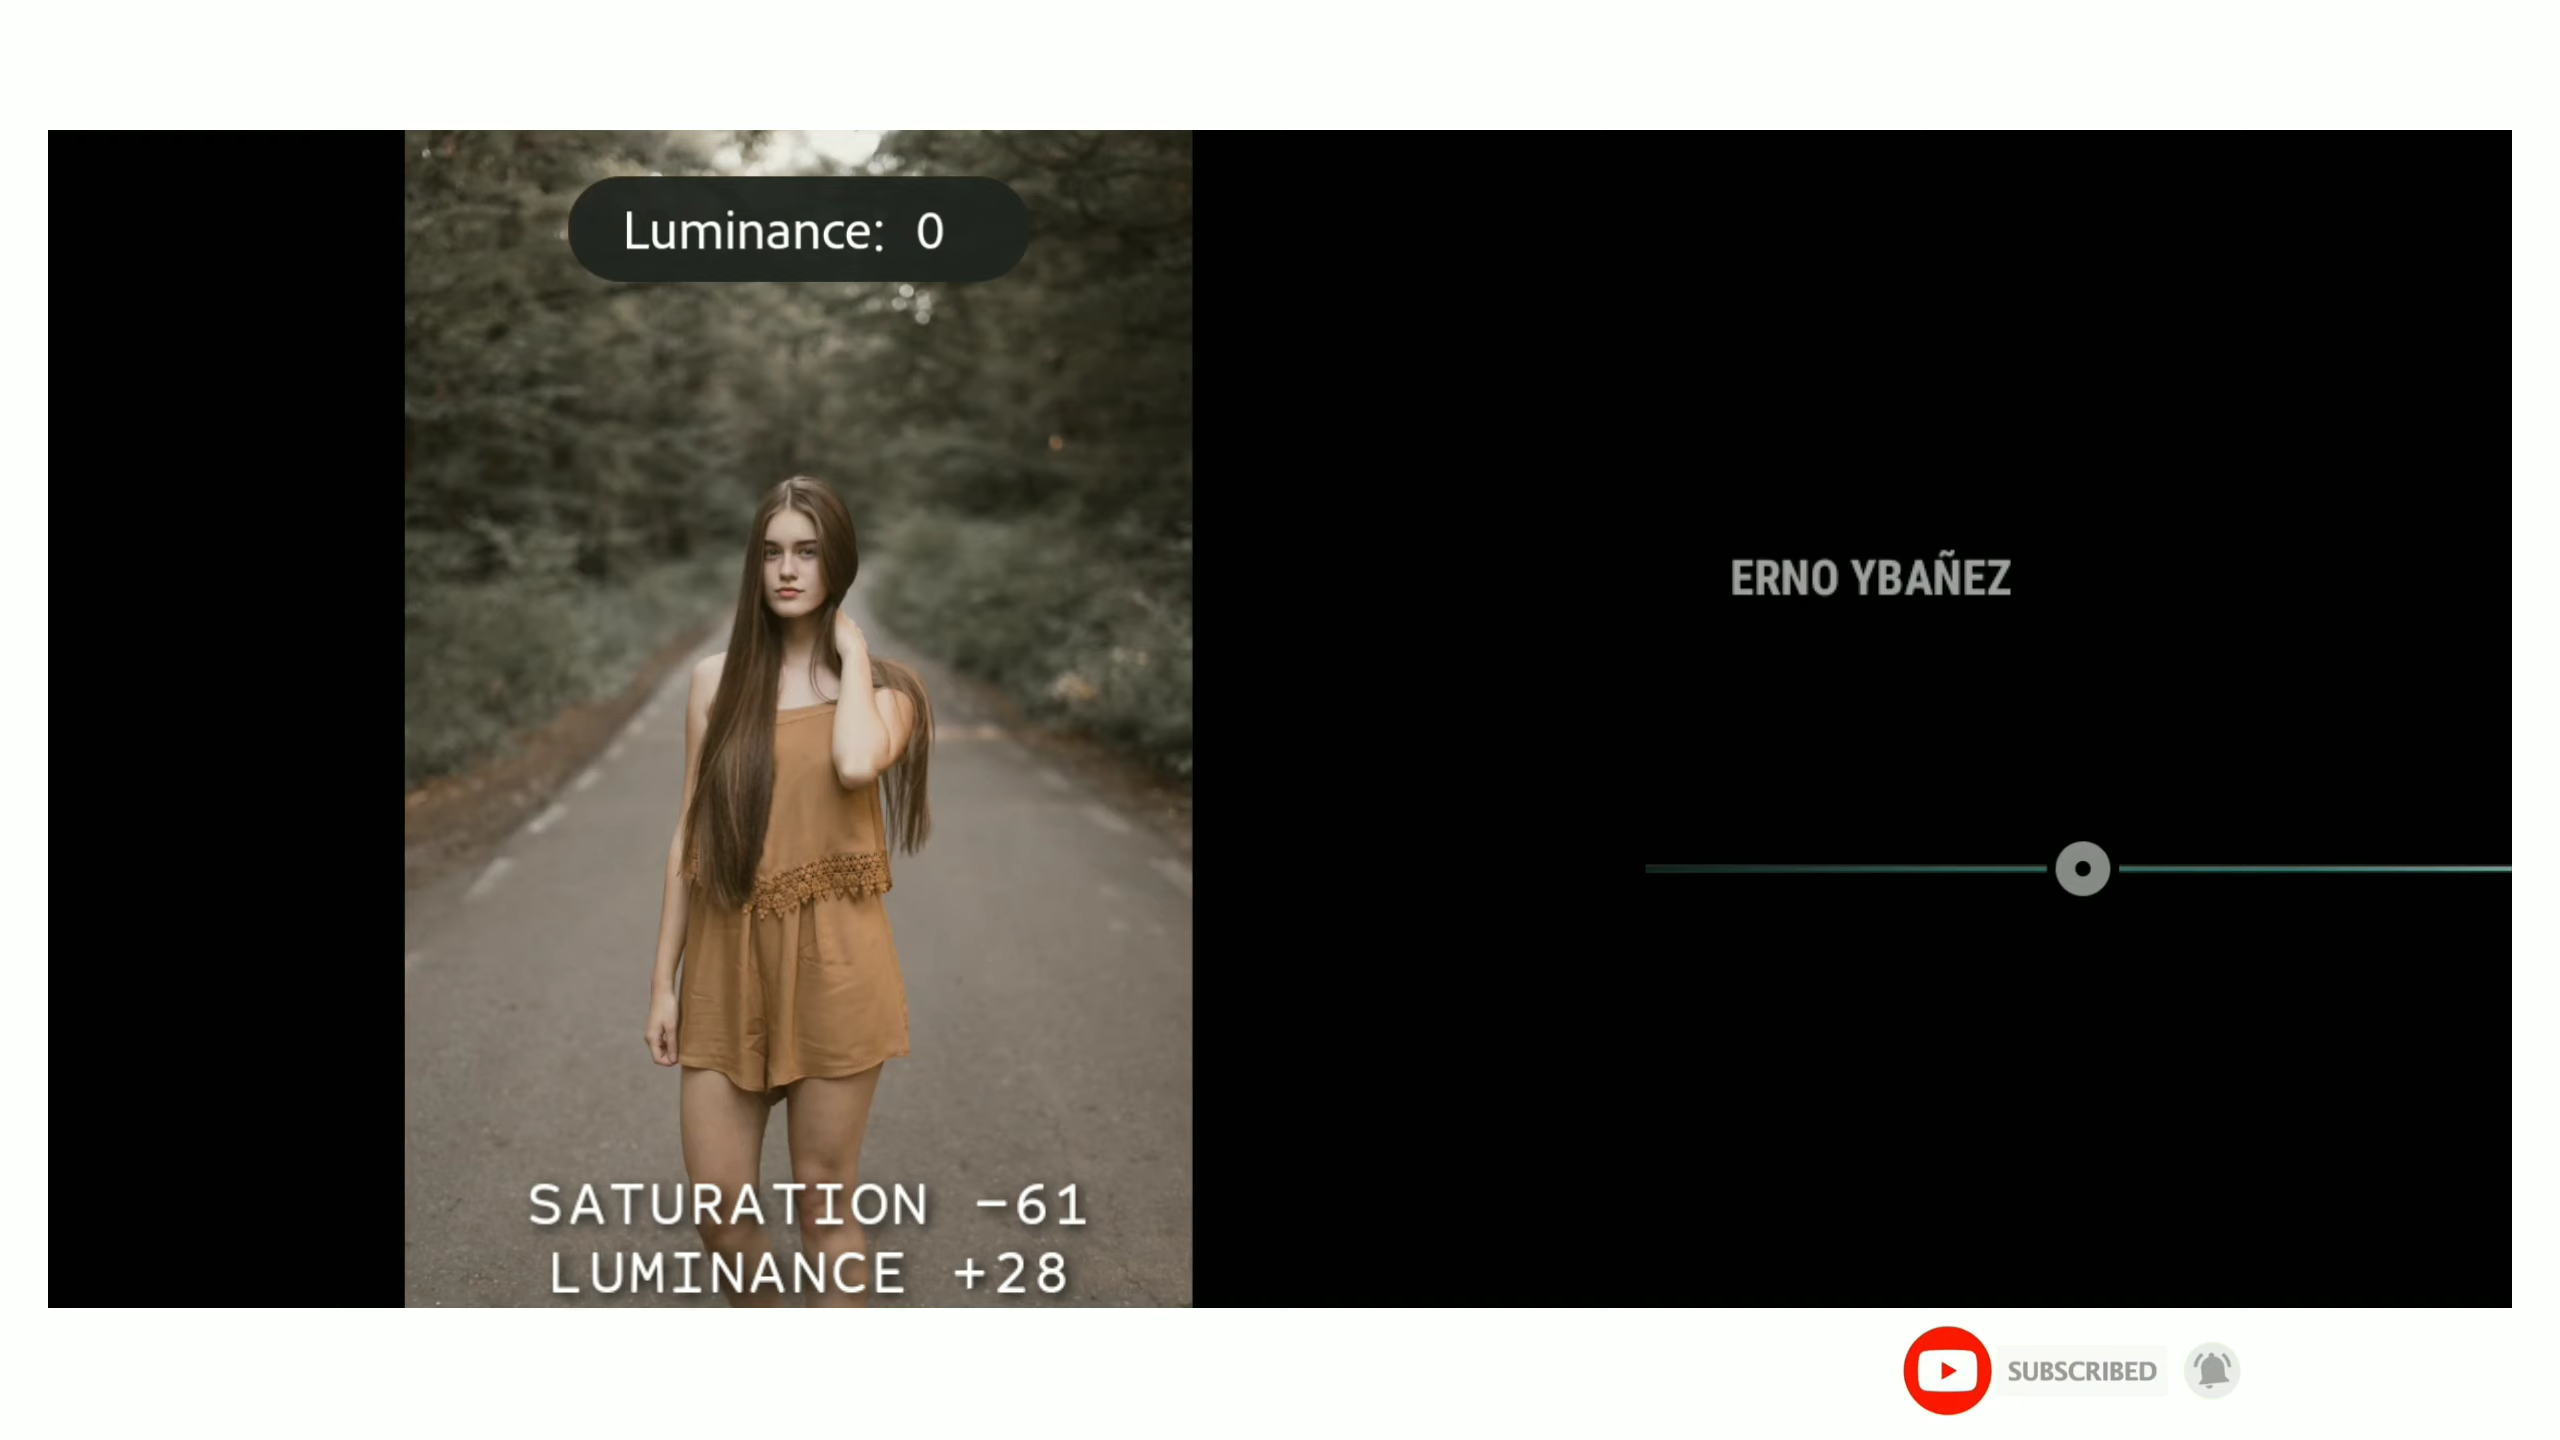 Luminance: 0
ERNO YBAÑEZ
SATURATION -61
LUMINANCE +28
SUBSCRIBED